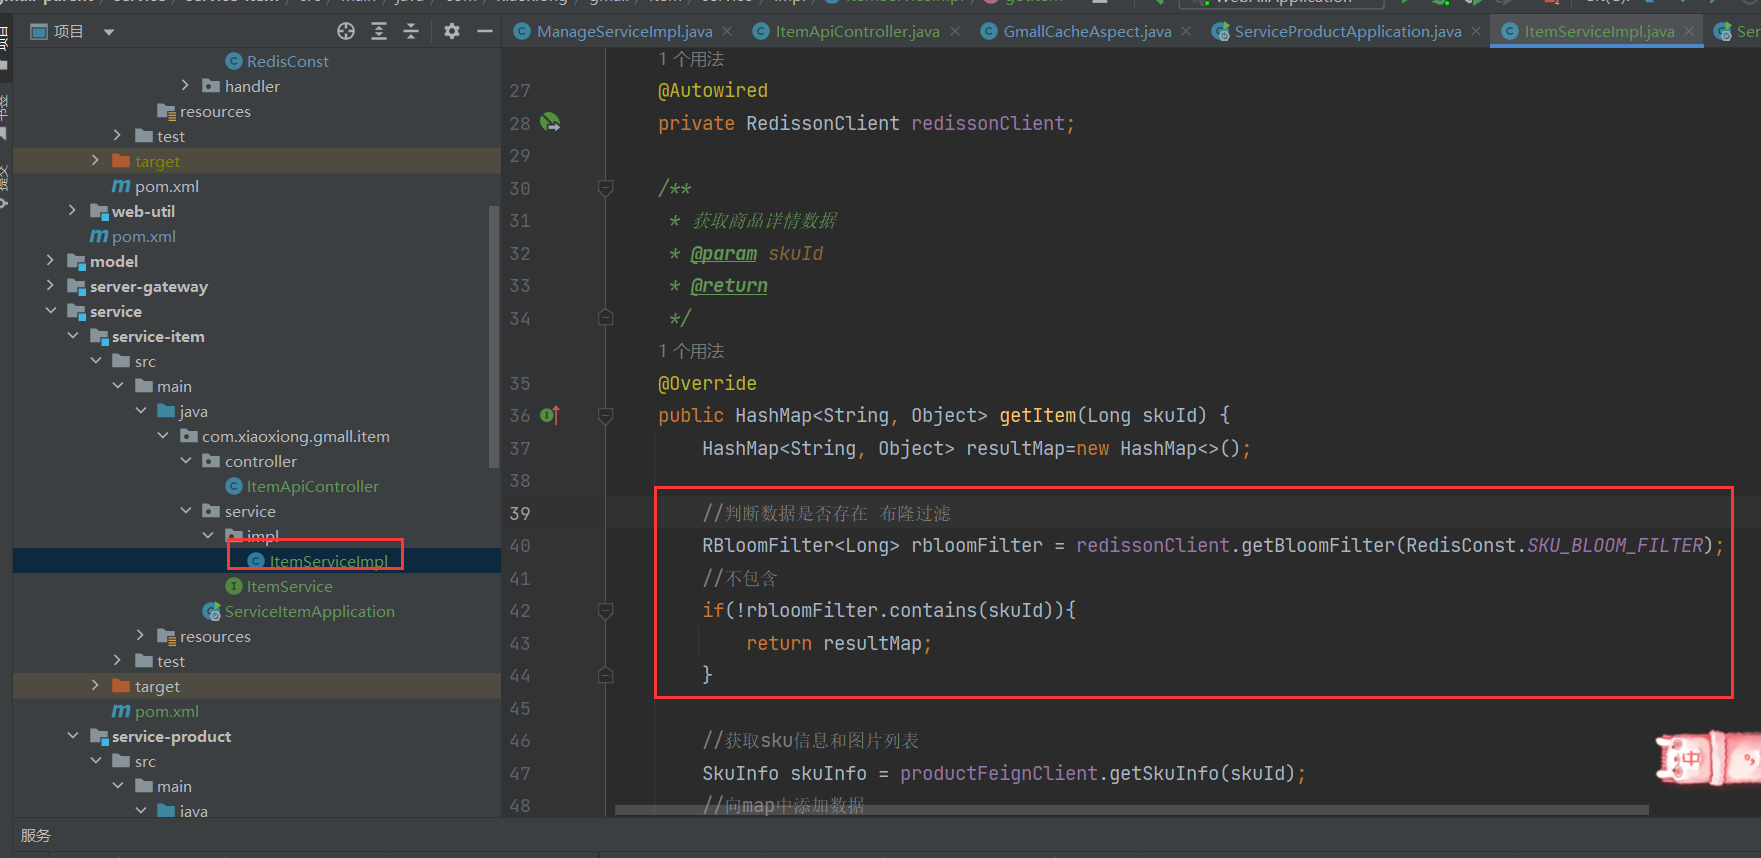 项目
ManageServiceImpl.java
ItemApiController.java
GmallCacheAspect.java
ServiceProductApplication.java
ItemServiceImpl.java
Ser
RedisConst
handler
resources
test
target
pom.xml
web-util
pom.xml
model
server-gateway
service
service-item
src
main
java
com.xiaoxiong.gmall.item
controller
ItemApiController
service
impl
ItemServiceImpl
ItemService
ServiceItemApplication
resources
test
target
pom.xml
service-product
src
main
java
1 个用法
27 @Autowired
28 private RedissonClient redissonClient;
29
30 /**
31 * 获取商品详情数据
32 * @param skuId
33 * @return
34 */
1 个用法
35 @Override
36 public HashMap<String, Object> getItem(Long skuId) {
37 HashMap<String, Object> resultMap=new HashMap<>();
38
39 //判断数据是否存在 布隆过滤
40 RBloomFilter<Long> rbloomFilter = redissonClient.getBloomFilter(RedisConst.SKU_BLOOM_FILTER);
41 //不包含
42 if(!rbloomFilter.contains(skuId)){
43 return resultMap;
44 }
45
46 //获取sku信息和图片列表
47 SkuInfo skuInfo = productFeignClient.getSkuInfo(skuId);
48 //向map中添加数据
中
服务